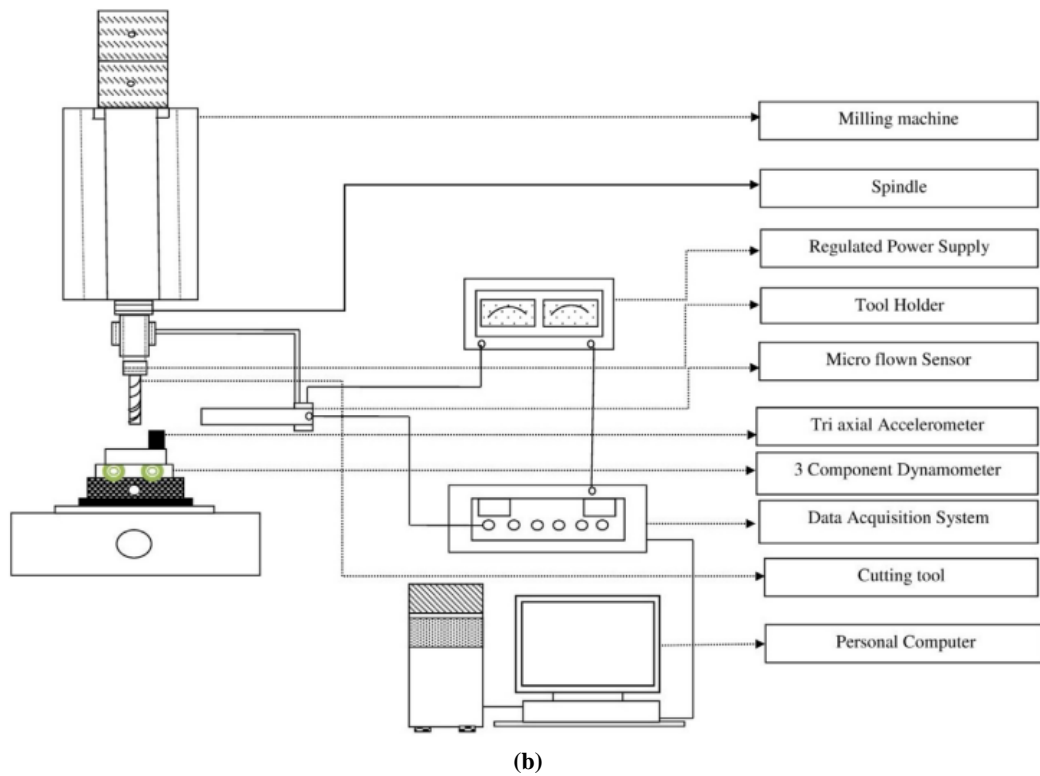 Milling machine
Spindle
Regulated Power Supply
Tool Holder
Micro flown Sensor
Tri axial Accelerometer
3 Component Dynamometer
Data Acquisition System
Cutting tool
Personal Computer
(b)